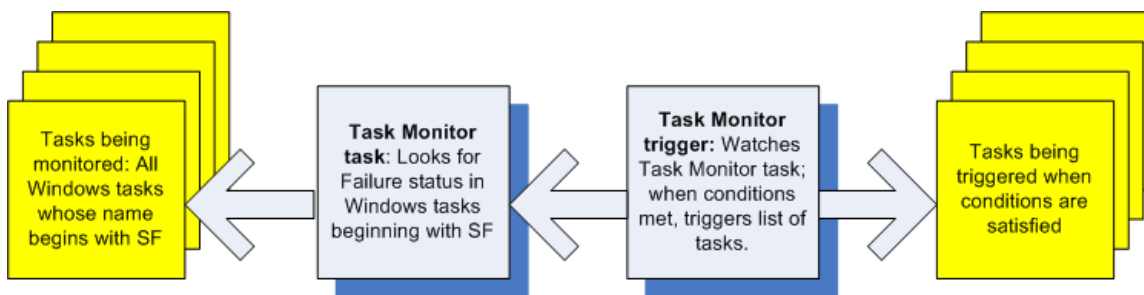 Tasks being
monitored: All
Windows tasks
whose name
begins with SF
Task Monitor
task: Looks for
Failure status in
Windows tasks
beginning with SF
Task Monitor
trigger: Watches
Task Monitor task;
when conditions
met, triggers list of
tasks.
Tasks being
triggered when
conditions are
satisfied